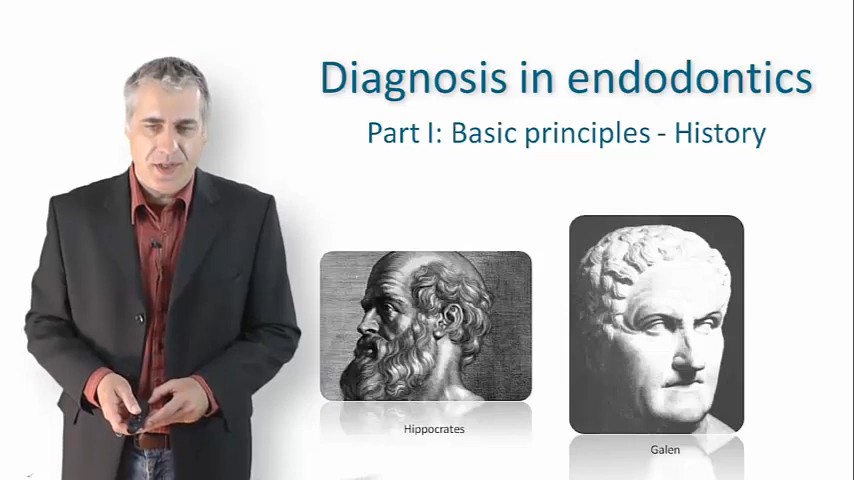 Diagnosis in endodontics
Part I: Basic principles - History
Hippocrates
Galen